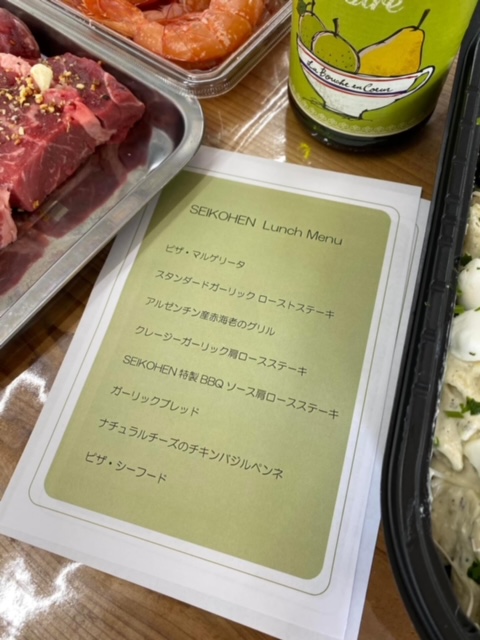 aire
La Bouche en Coeur
SEIKOHEN Lunch Menu
ピザ・マルゲリータ
スタンダードガーリック ローストステーキ
アルゼンチン産赤海老のグリル
クレージーガーリック肩ロースステーキ
SEIKOHEN 特製 BBQ ソース肩ロースステーキ
ガーリックブレッド
ナチュラルチーズのチキンバジルペンネ
ピザ・シーフード